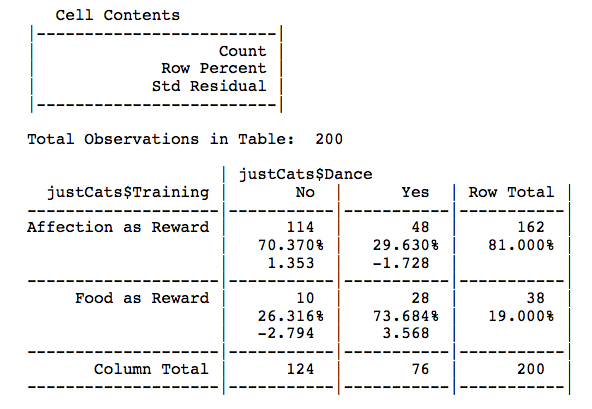 Cell Contents
|-------------------------|
| Count |
| Row Percent |
| Std Residual |
|-------------------------|
Total Observations in Table: 200
| justCats$Dance
justCats$Training | No | Yes | Row Total |
-------------------|-----------|-----------|-----------|
Affection as Reward | 114 | 48 | 162 |
| 70.370% | 29.630% | 81.000% |
| 1.353 | -1.728 | |
-------------------|-----------|-----------|-----------|
Food as Reward | 10 | 28 | 38 |
| 26.316% | 73.684% | 19.000% |
| -2.794 | 3.568 | |
-------------------|-----------|-----------|-----------|
Column Total | 124 | 76 | 200 |
-------------------|-----------|-----------|-----------|